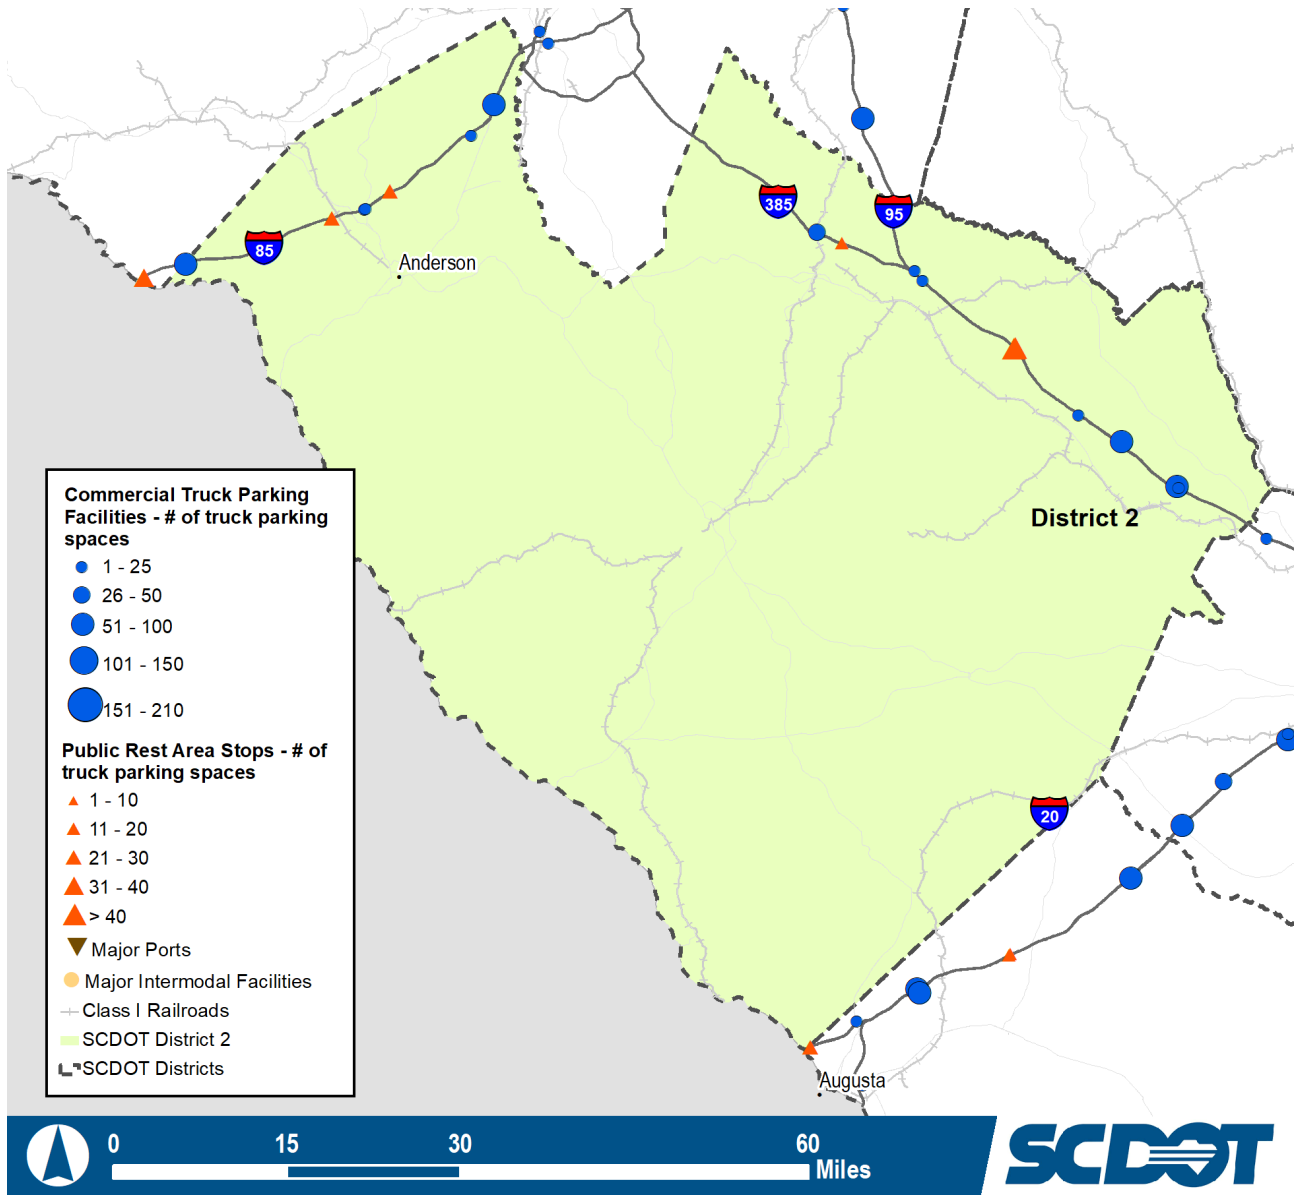 385
95
85
Anderson
District 2
Commercial Truck Parking
Facilities - # of truck parking
spaces
1 - 25
26 - 50
51 - 100
101 - 150
151 - 210
Public Rest Area Stops - # of
truck parking spaces
1 - 10
11 - 20
21 - 30
31 - 40
> 40
Major Ports
Major Intermodal Facilities
Class I Railroads
SCDOT District 2
SCDOT Districts
20
Augusta
0 15 30 60
Miles
SCDOT